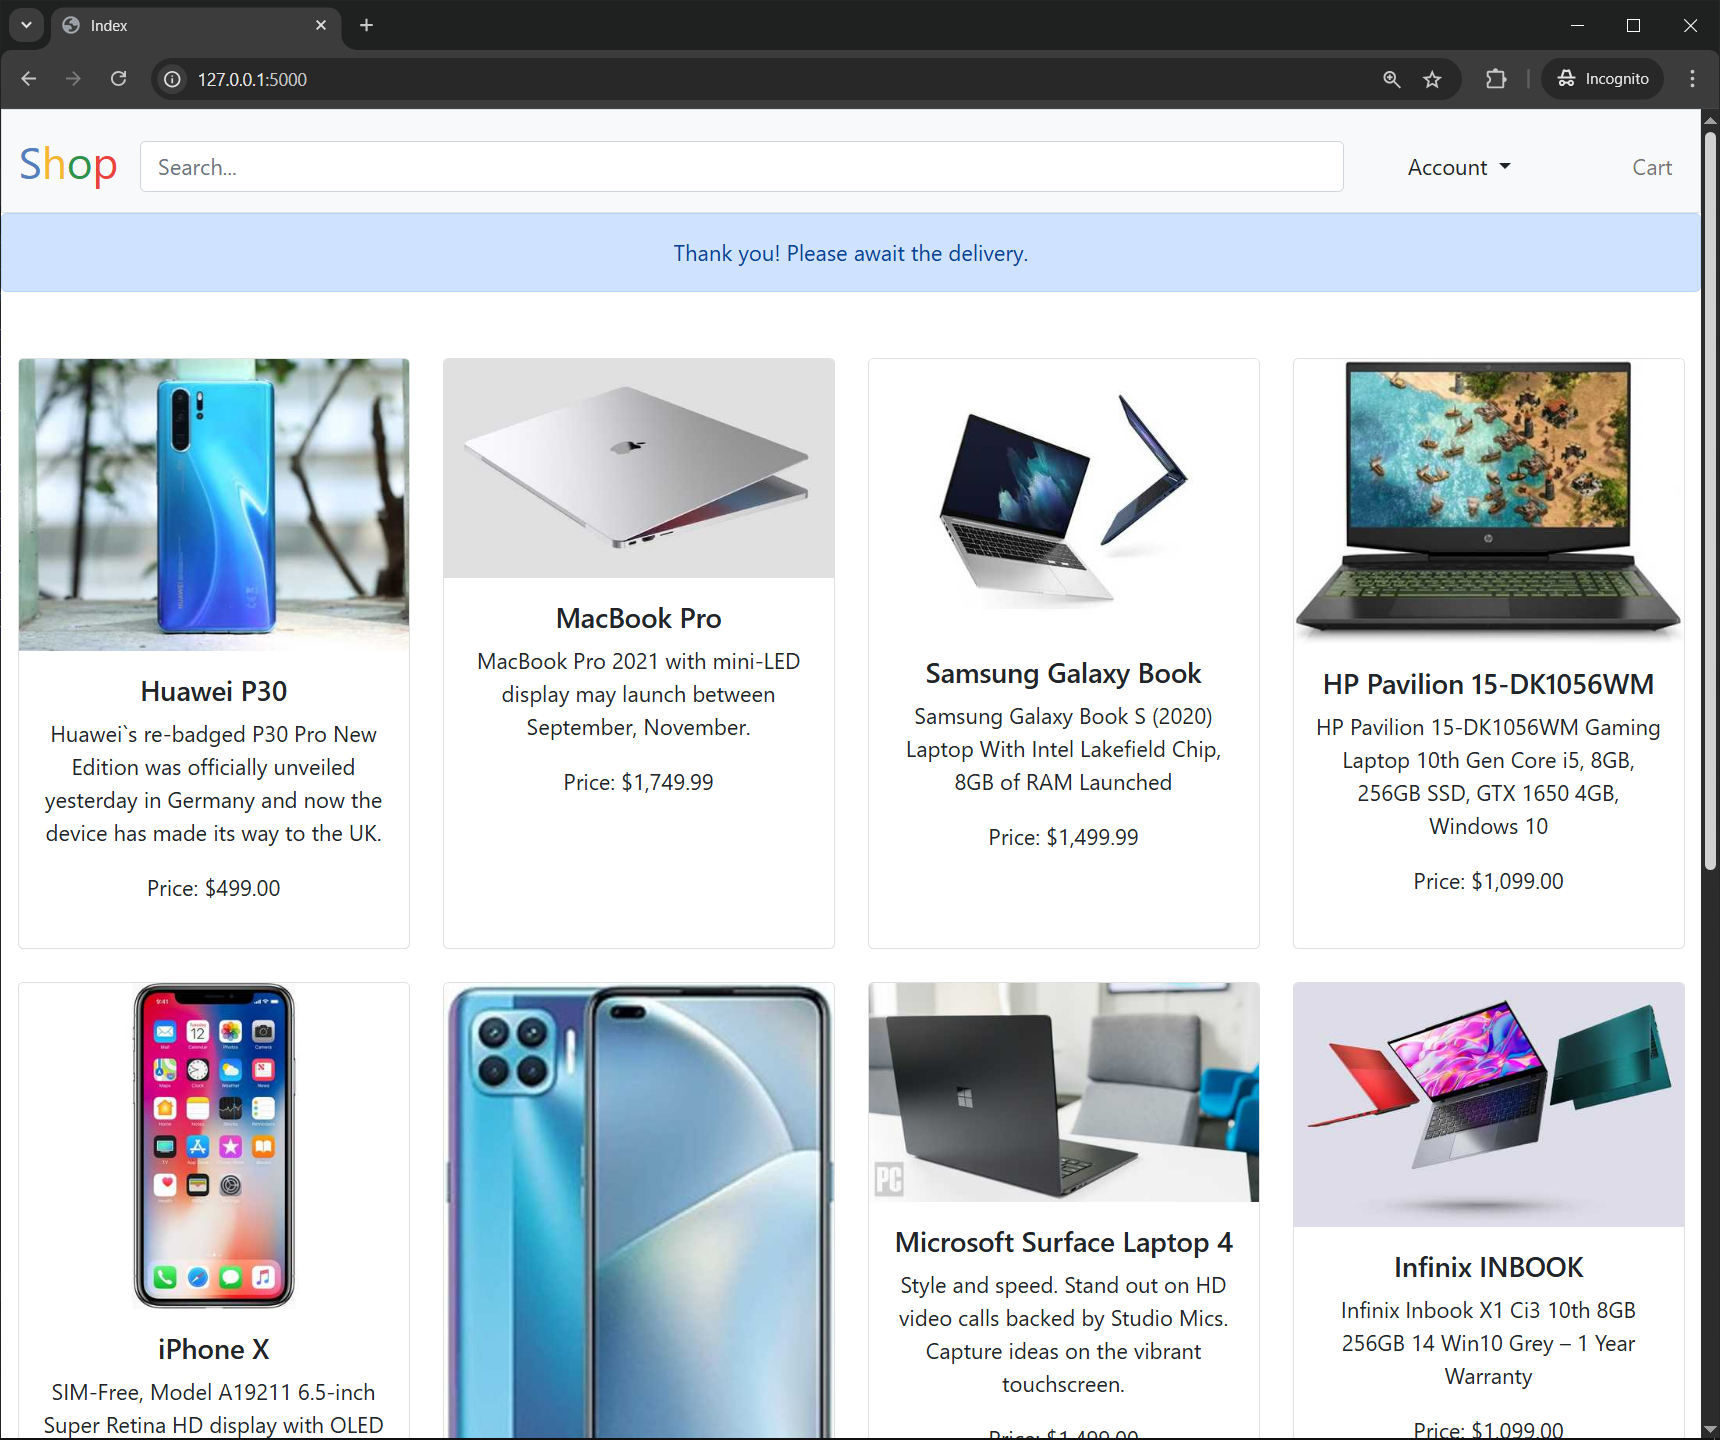 Index
127.0.0.1:5000
Incognito
Shop
Search...
Account
Cart
Thank you! Please await the delivery.
Huawei P30
Huawei`s re-badged P30 Pro New
Edition was officially unveiled
yesterday in Germany and now the
device has made its way to the UK.
Price: $499.00
MacBook Pro
MacBook Pro 2021 with mini-LED
display may launch between
September, November.
Price: $1,749.99
Samsung Galaxy Book
Samsung Galaxy Book S (2020)
Laptop With Intel Lakefield Chip,
8GB of RAM Launched
Price: $1,499.99
HP Pavilion 15-DK1056WM
HP Pavilion 15-DK1056WM Gaming
Laptop 10th Gen Core i5, 8GB,
256GB SSD, GTX 1650 4GB,
Windows 10
Price: $1,099.00
iPhone X
SIM-Free, Model A19211 6.5-inch
Super Retina HD display with OLED
PC
Microsoft Surface Laptop 4
Style and speed. Stand out on HD
video calls backed by Studio Mics.
Capture ideas on the vibrant
touchscreen.
Price: $1,499.00
Infinix INBOOK
Infinix Inbook X1 Ci3 10th 8GB
256GB 14 Win10 Grey – 1 Year
Warranty
Price: $1,099.00